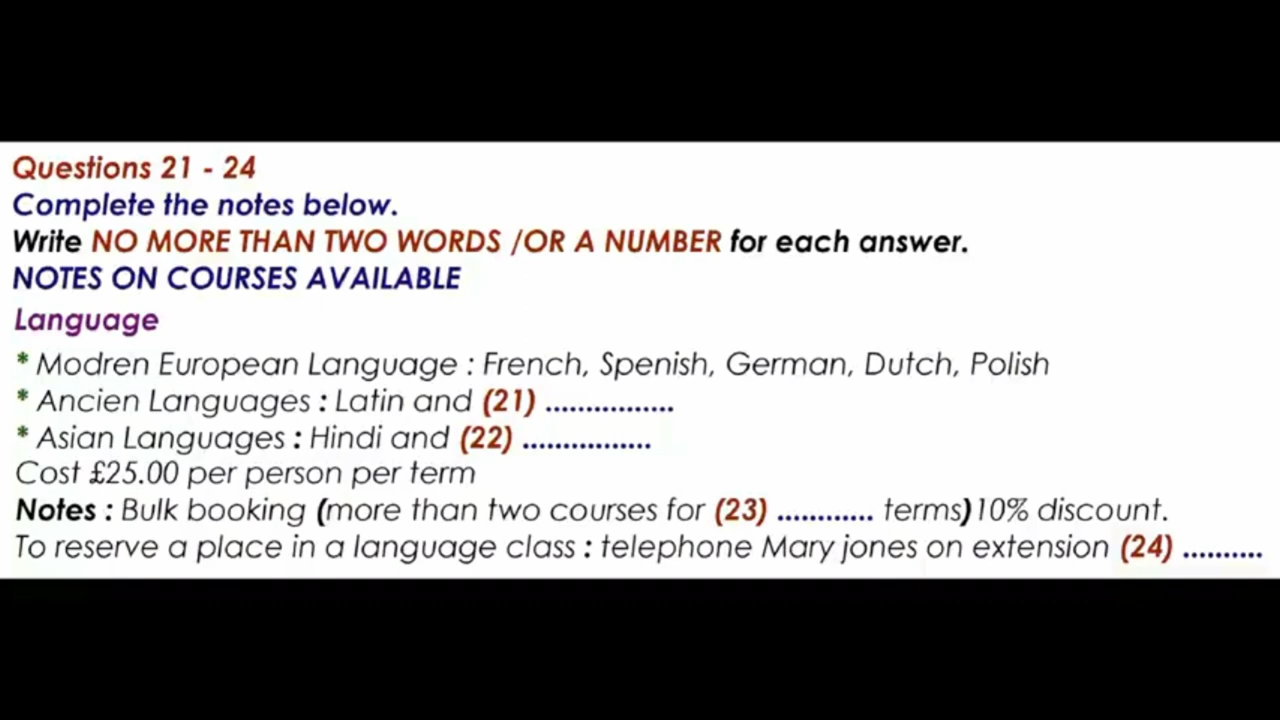 Questions 21 - 24
Complete the notes below.
Write NO MORE THAN TWO WORDS /OR A NUMBER for each answer.
NOTES ON COURSES AVAILABLE
Language
* Modren European Language : French, Spenish, German, Dutch, Polish
* Ancien Languages : Latin and (21) ................
* Asian Languages : Hindi and (22) ................
Cost £25.00 per person per term
Notes : Bulk booking (more than two courses for (23) ............ terms)10% discount.
To reserve a place in a language class : telephone Mary jones on extension (24) ..........